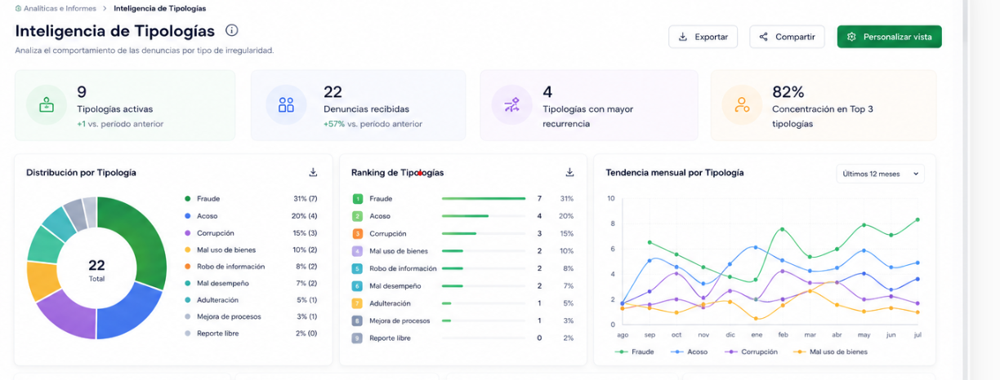 Analíticas e Informes > Inteligencia de Tipologías
Inteligencia de Tipologías
Analiza el comportamiento de las denuncias por tipo de irregularidad.
Exportar
Compartir
Personalizar vista
9
Tipologías activas
+1 vs. período anterior
22
Denuncias recibidas
+57% vs. período anterior
4
Tipologías con mayor
recurrencia
82%
Concentración en Top 3
tipologías
Distribución por Tipología
22
Total
Fraude 31% (7)
Acoso 20% (4)
Corrupción 15% (3)
Mal uso de bienes 10% (2)
Robo de información 8% (2)
Mal desempeño 7% (2)
Adulteración 5% (1)
Mejora de procesos 3% (1)
Reporte libre 2% (0)
Ranking de Tipologías
1 Fraude 7 31%
2 Acoso 4 20%
3 Corrupción 3 15%
4 Mal uso de bienes 2 10%
5 Robo de información 2 8%
6 Mal desempeño 2 7%
7 Adulteración 1 5%
8 Mejora de procesos 1 3%
9 Reporte libre 0 2%
Tendencia mensual por Tipología
Últimos 12 meses
10
8
6
4
2
0
ago sep oct nov dic ene feb mar abr may jun jul
Fraude Acoso Corrupción Mal uso de bienes